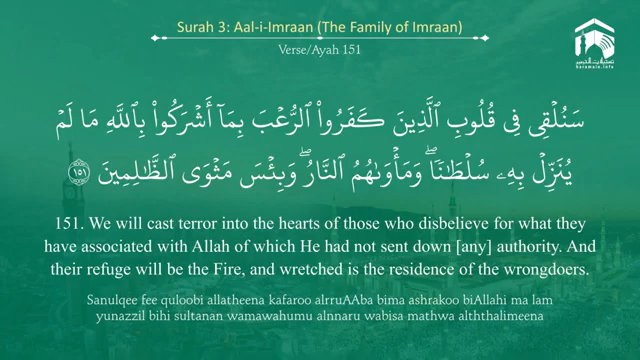 Surah 3: Aal-i-Imraan (The Family of Imraan)
Verse/Ayah 151
haramain.info
سَنُلْقِى فِى قُلُوبِ ٱلَّذِينَ كَفَرُوا۟ ٱلرُّعْبَ بِمَآ أَشْرَكُوا۟ بِٱللَّهِ مَا لَمْ
يُنَزِّلْ بِهِۦ سُلْطَـٰنًا ۖ وَمَأْوَىٰهُمُ ٱلنَّارُ ۖ وَبِئْسَ مَثْوَى ٱلظَّـٰلِمِينَ ١٥١
151. We will cast terror into the hearts of those who disbelieve for what they
have associated with Allah of which He had not sent down [any] authority. And
their refuge will be the Fire, and wretched is the residence of the wrongdoers.
Sanulqee fee quloobi allatheena kafaroo alrruAAba bima ashrakoo biAllahi ma lam
yunazzil bihi sultanan wamawahumu alnnaru wabisa mathwa alththalimeena